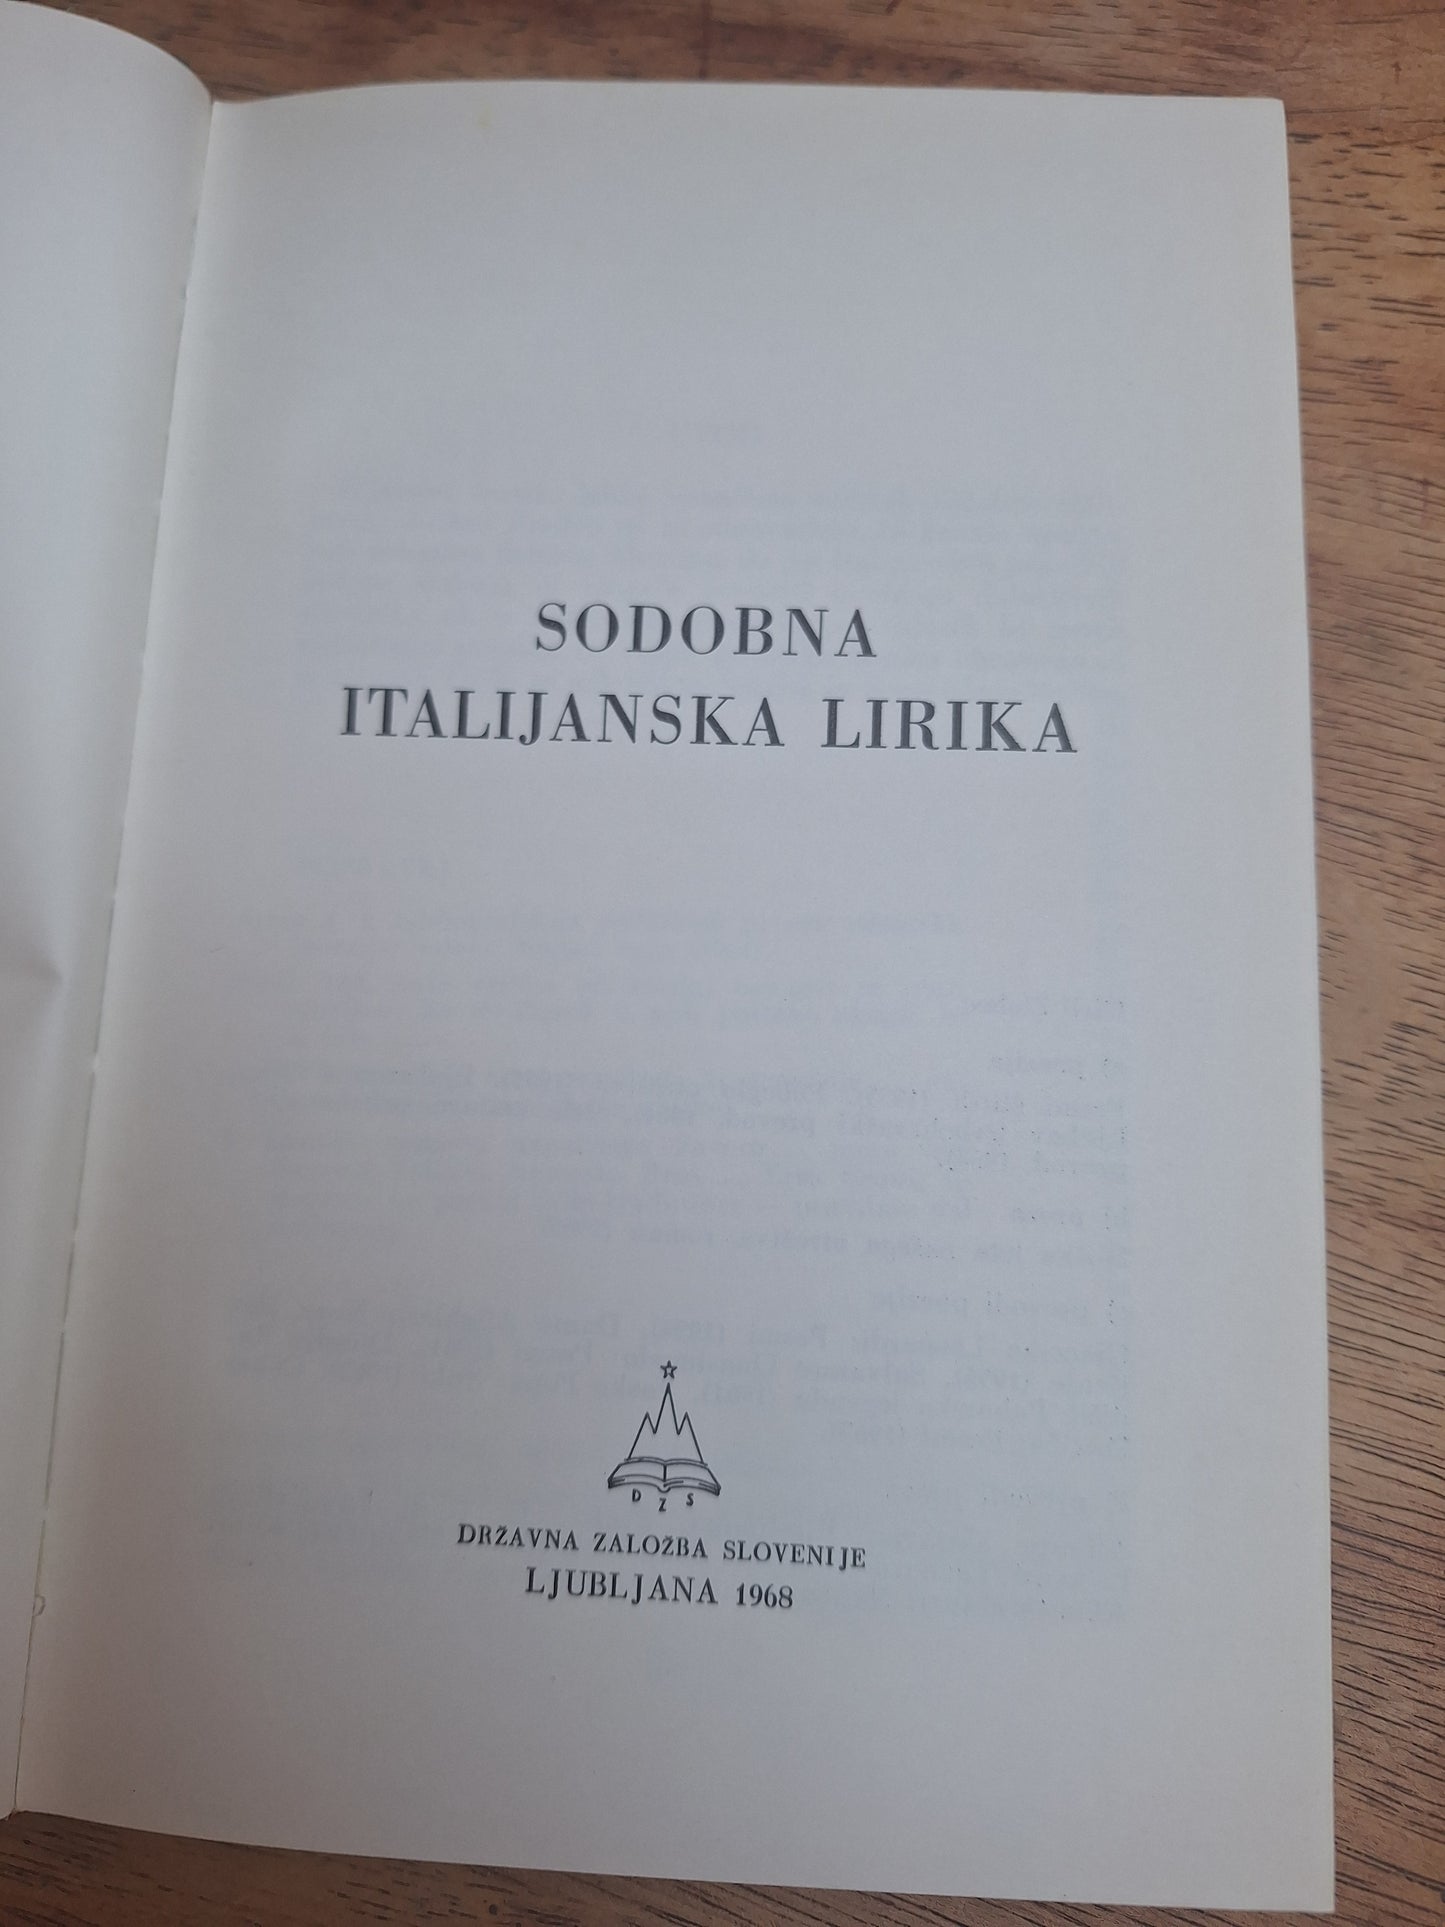 SODOBNA
ITALIJANSKA LIRIKA
D Z S
DRŽAVNA ZALOŽBA SLOVENIJE
LJUBLJANA 1968